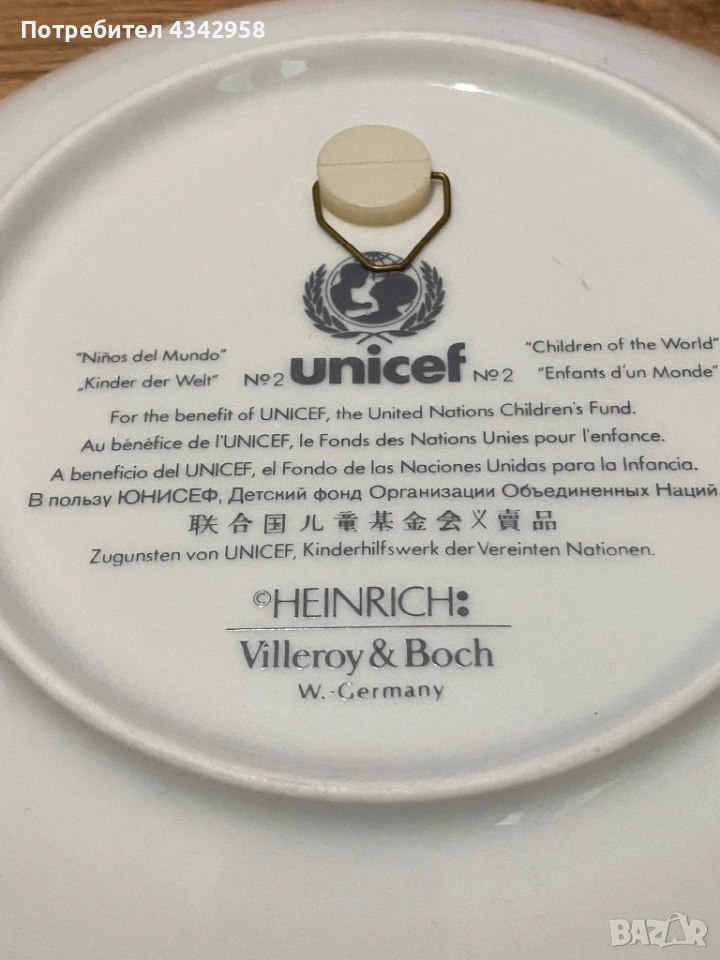 Потребител 4342958
"Niños del Mundo"
„Kinder der Welt"
№2 unicef №2
"Children of the World"
"Enfants d'un Monde"
For the benefit of UNICEF, the United Nations Children's Fund.
Au bénéfice de l'UNICEF, le Fonds des Nations Unies pour l'enfance.
A beneficio del UNICEF, el Fondo de las Naciones Unidas para la Infancia.
В пользу ЮНИСЕФ, Детский фонд Организации Объединенных Наций.
联合国儿童基金会义賣品
Zugunsten von UNICEF, Kinderhilfswerk der Vereinten Nationen.
©HEINRICH:
Villeroy & Boch
W.-Germany
BAZAR